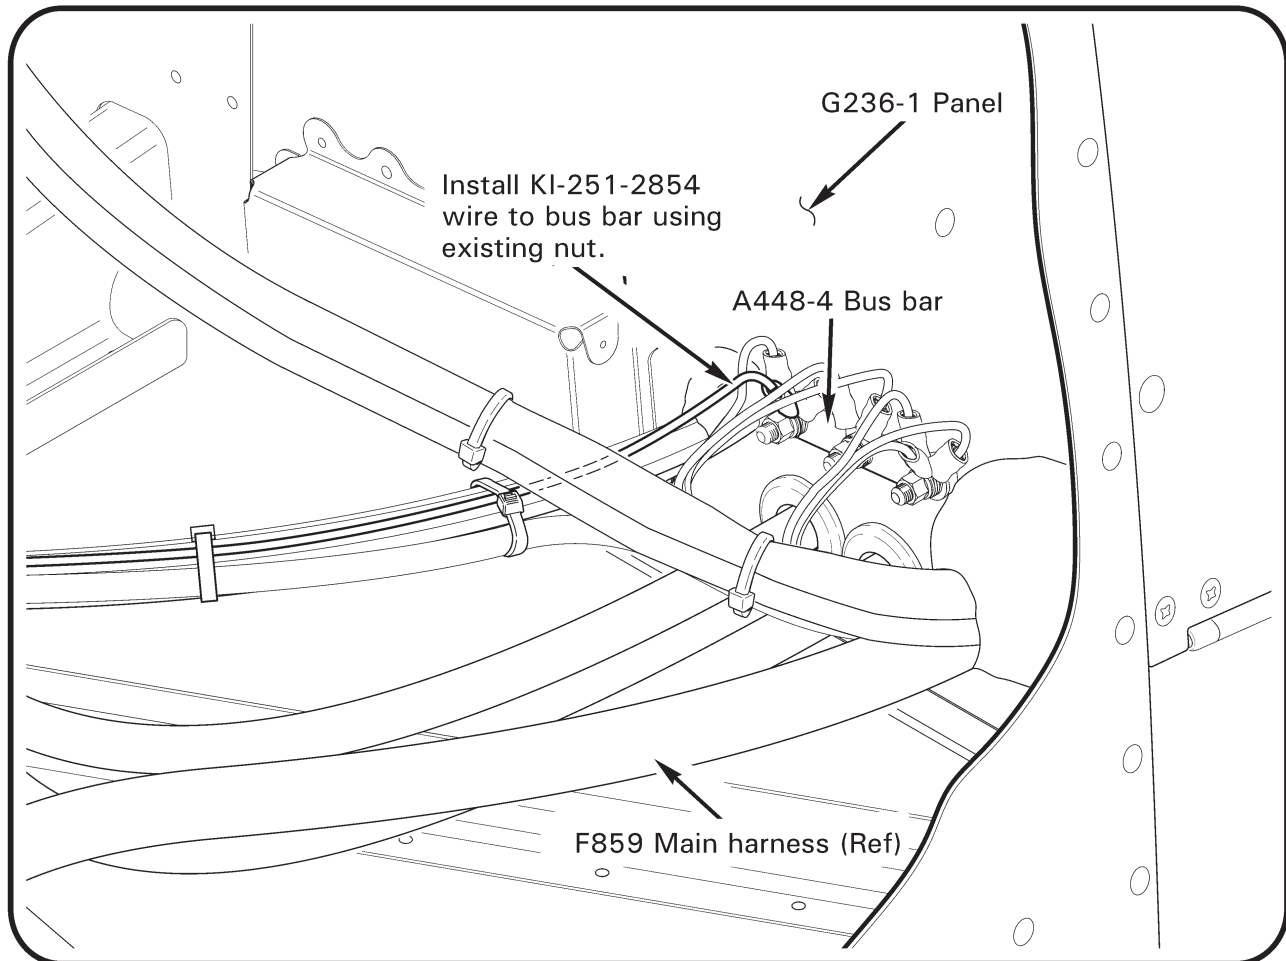 G236-1 Panel
Install KI-251-2854
wire to bus bar using
existing nut.
A448-4 Bus bar
F859 Main harness (Ref)